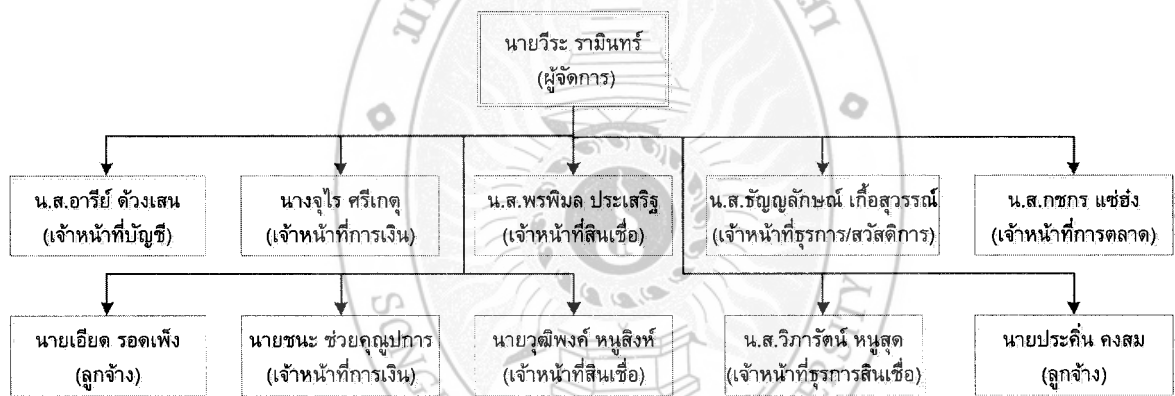 นายวีระ รามินทร์
(ผู้จัดการ)
น.ส.อารีย์ ด้วงเสน
(เจ้าหน้าที่บัญชี)
นางจุไร ศรีเกตุ
(เจ้าหน้าที่การเงิน)
น.ส.พรพิมล ประเสริฐ
(เจ้าหน้าที่สินเชื่อ)
น.ส.ธัญญลักษณ์ เกื้อสุวรรณ์
(เจ้าหน้าที่ธุรการ/สวัสดิการ)
น.ส.กชกร แซ่ฮ่ง
(เจ้าหน้าที่การตลาด)
นายเอียด รอดเพ็ง
(ลูกจ้าง)
นายชนะ ช่วยคุณูปการ
(เจ้าหน้าที่การเงิน)
นายวุฒิพงค์ หนูสิงห์
(เจ้าหน้าที่สินเชื่อ)
น.ส.วิภารัตน์ หนูสุด
(เจ้าหน้าที่ธุรการสินเชื่อ)
นายประคิ่น คงสม
(ลูกจ้าง)